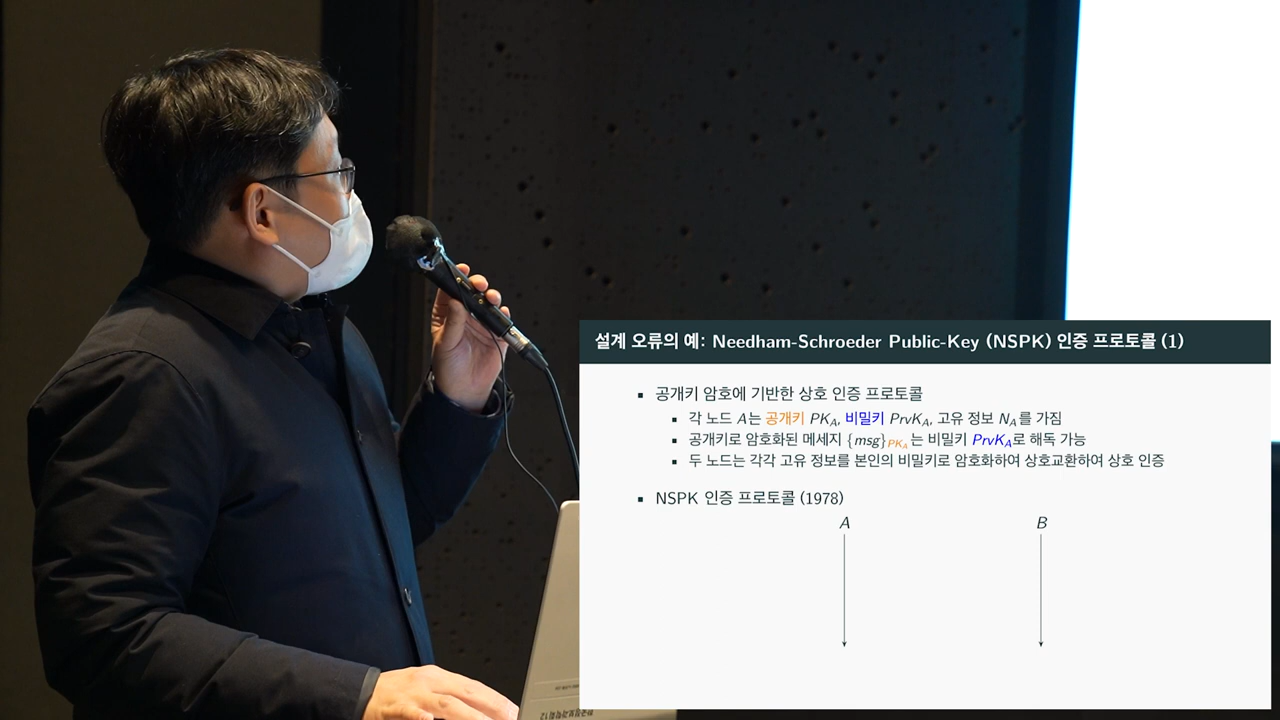 설계 오류의 예: Needham-Schroeder Public-Key (NSPK) 인증 프로토콜 (1)
▪ 공개키 암호에 기반한 상호 인증 프로토콜
▪ 각 노드 A는 공개키 PK_A, 비밀키 PrvK_A, 고유 정보 N_A를 가짐
▪ 공개키로 암호화된 메세지 {msg}_PK_A는 비밀키 PrvK_A로 해독 가능
▪ 두 노드는 각각 고유 정보를 본인의 비밀키로 암호화하여 상호교환하여 상호 인증
▪ NSPK 인증 프로토콜 (1978)
A B